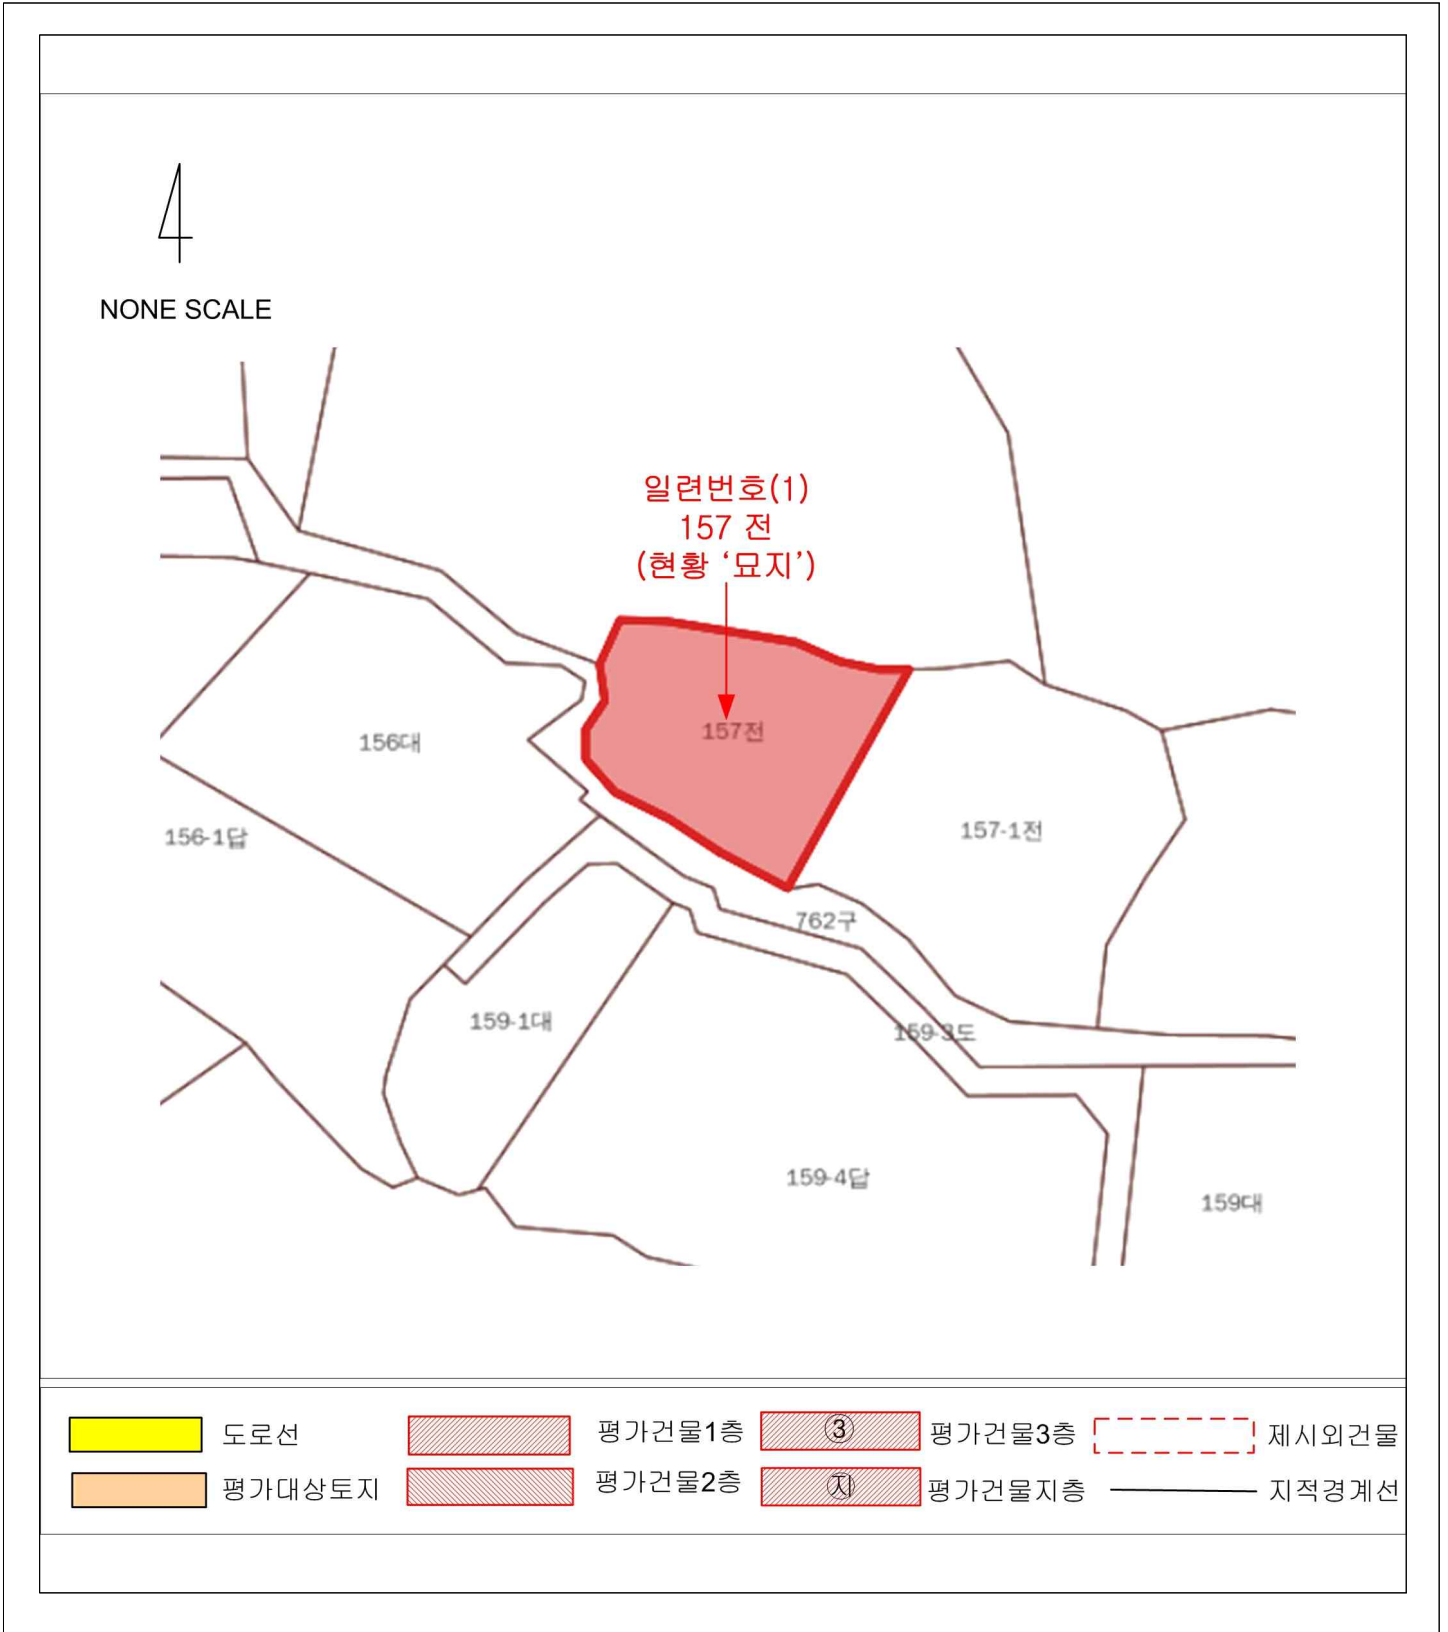 NONE SCALE
일련번호(1)
157 전
(현황 ‘묘지’)
157전
156대
156-1답
157-1전
762구
159-1대
159-3도
159-4답
159대
도로선
평가건물1층
③
평가건물3층
제시외건물
평가대상토지
평가건물2층
지
평가건물지층
지적경계선